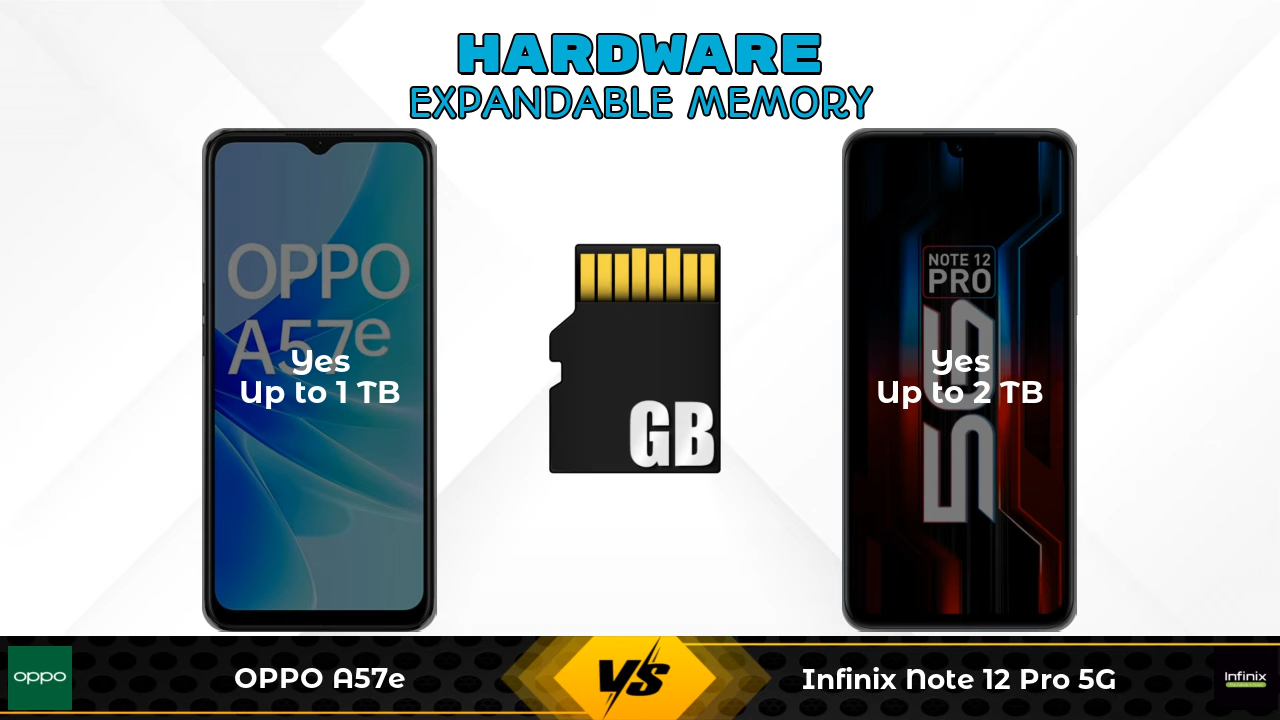 HARDWARE
EXPANDABLE MEMORY
OPPO
A57e
Yes
Up to 1 TB
GB
NOTE 12
PRO
5G
Yes
Up to 2 TB
oppo
OPPO A57e
VS
Infinix Note 12 Pro 5G
Infinix